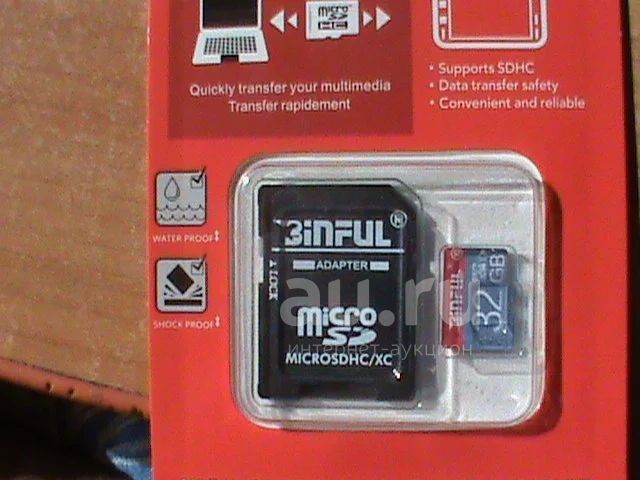 micro
SD
HC
Quickly transfer your multimedia
Transfer rapidement
• Supports SDHC
• Data transfer safety
• Convenient and reliable
WATER PROOF
SHOCK PROOF
BINFUL®
ADAPTER
LOCK
micro
SD
MICROSDHC/XC
BINFUL®
32
GB
au.ru
интернет-аукцион